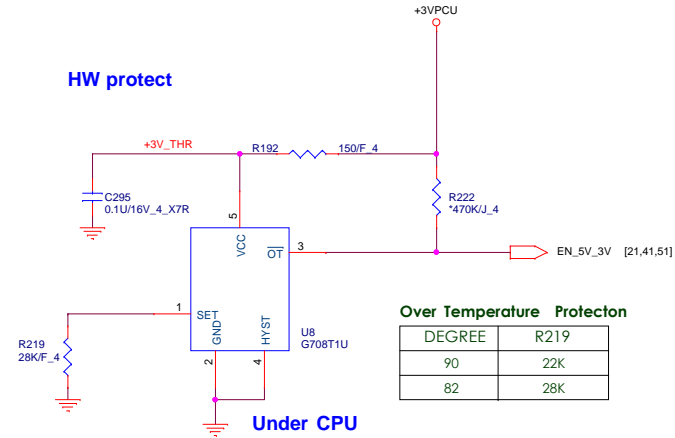 +3VPCU
HW protect
+3V_THR
R192
150/F_4
C295
0.1U/16V_4_X7R
R222
*470K/J_4
5
VCC
OT
3
EN_5V_3V [21,41,51]
1
SET
GND
HYST
U8
G708T1U
2
4
R219
28K/F_4
Over Temperature Protecton
DEGREE R219
90 22K
82 28K
Under CPU